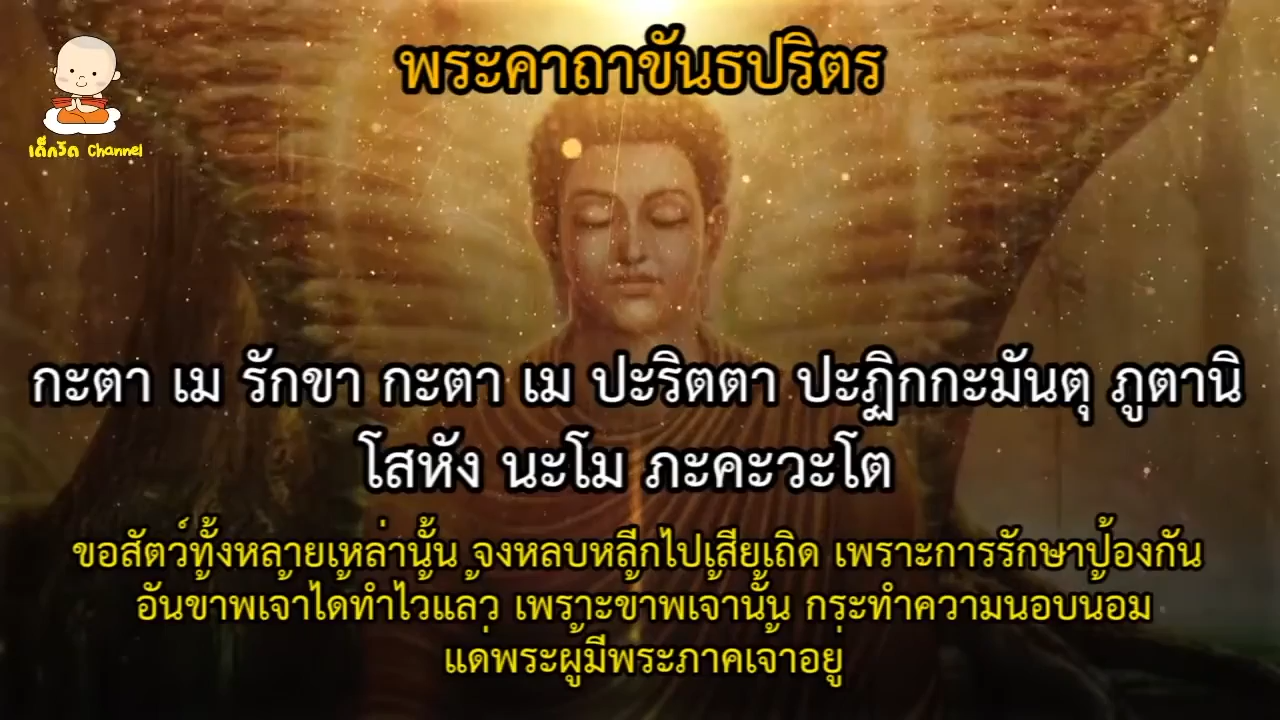 พระคาถาขันธปริตร
เด็กวัด Channel
กะตา เม รักขา กะตา เม ปะริตตา ปะฏิกกะมันตุ ภูตานิ
โสหัง นะโม ภะคะวะโต
ขอสัตว์ทั้งหลายเหล่านั้น จงหลบหลีกไปเสียเถิด เพราะการรักษาป้องกัน
อันข้าพเจ้าได้ทำไว้แล้ว เพราะข้าพเจ้านั้น กระทำความนอบน้อม
แด่พระผู้มีพระภาคเจ้าอยู่